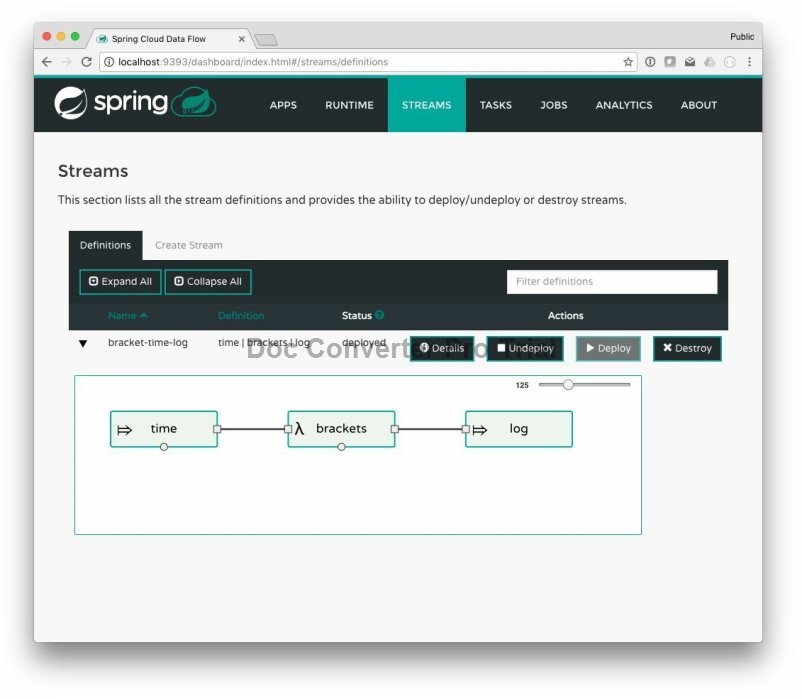 Spring Cloud Data Flow
Public
localhost:9393/dashboard/index.html#/streams/definitions
spring
APPS RUNTIME STREAMS TASKS JOBS ANALYTICS ABOUT
Streams
This section lists all the stream definitions and provides the ability to deploy/undeploy or destroy streams.
Definitions Create Stream
Expand All Collapse All Filter definitions
Name Definition Status Actions
bracket-time-log time | brackets | log deployed Details Undeploy Deploy Destroy
Doc Converter Pro Trial
125
time λ brackets log